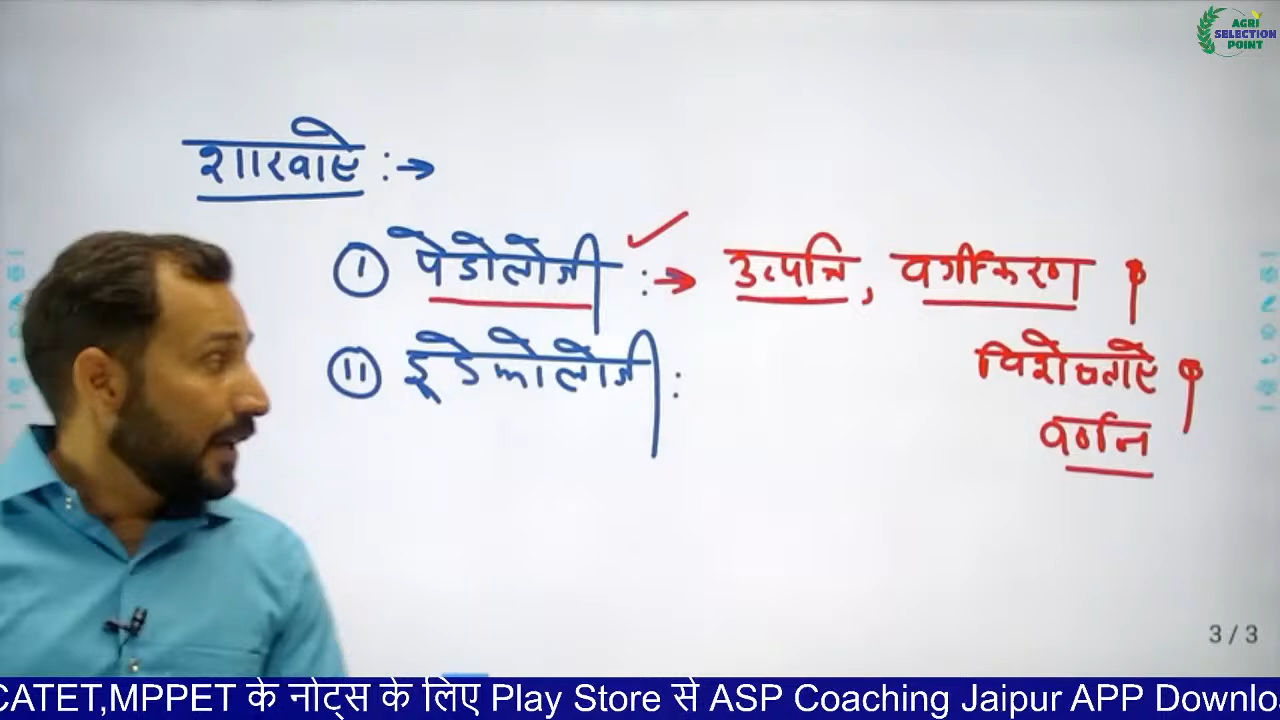 AGRI
SELECTION
POINT
शाखाऐ :→
① पेडोलोजी ✓ :→ उत्पत्ति, वर्गीकरण
विशेषताऐ
वर्णन
⑪ इडेफोलोजी :
3 / 3
CATET,MPPET के नोट्स के लिए Play Store से ASP Coaching Jaipur APP Downlo